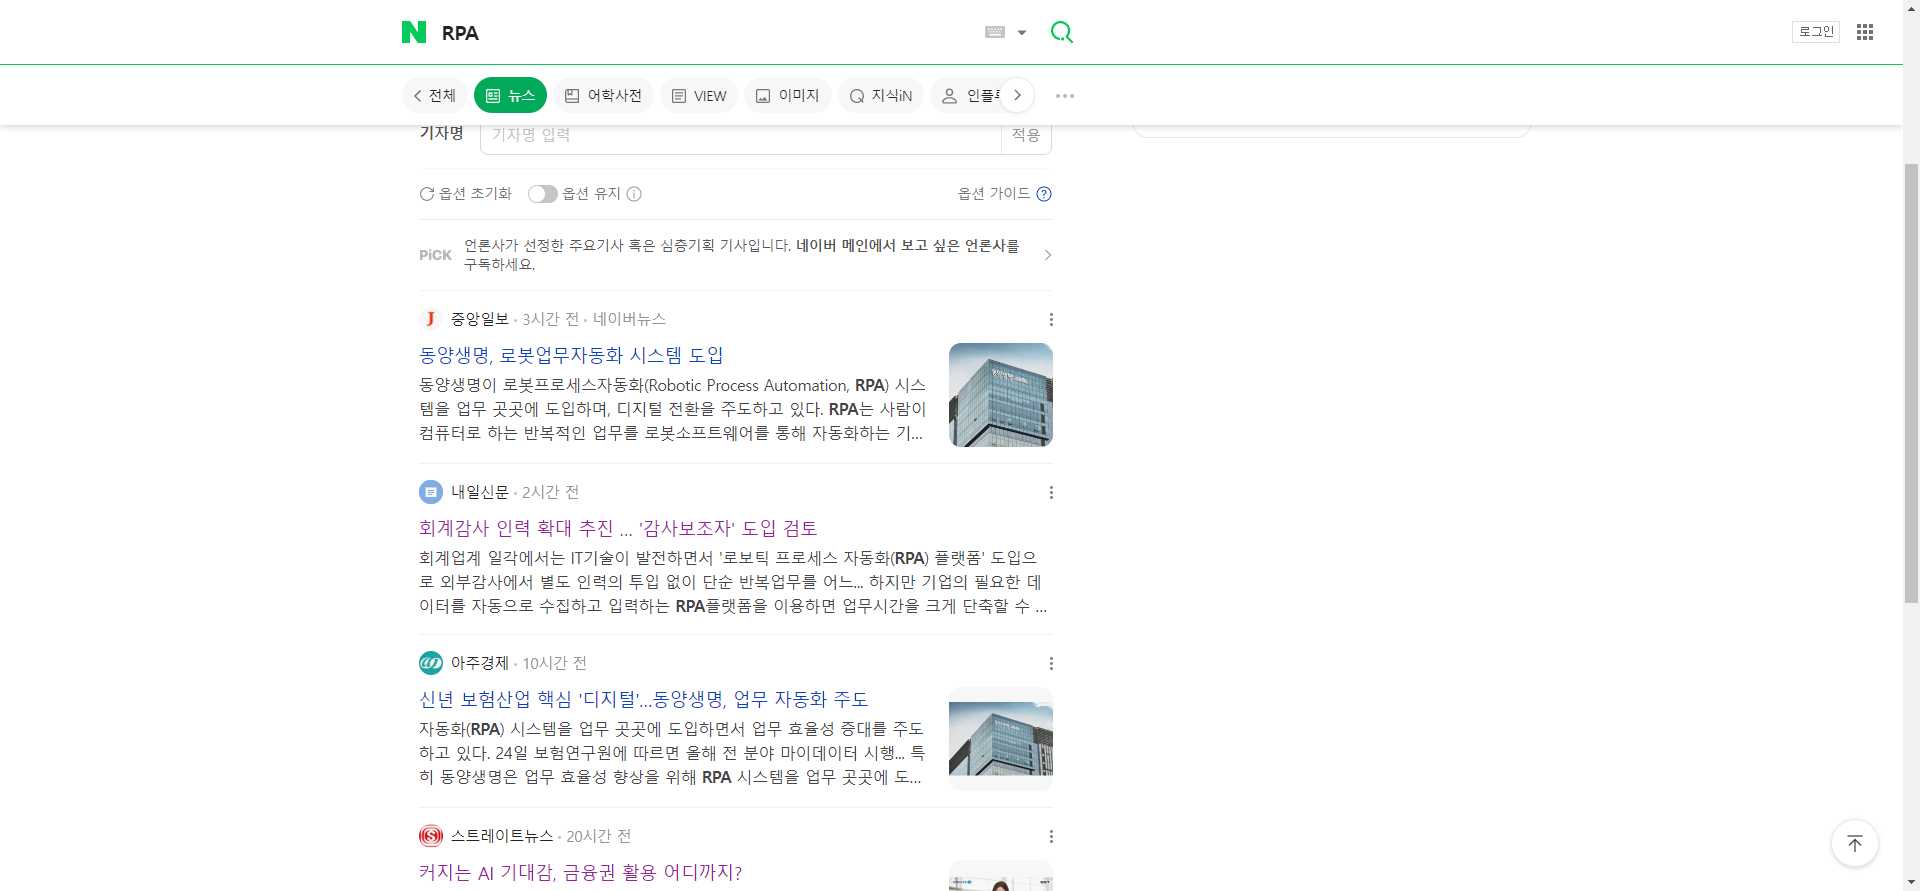 RPA
로그인
전체
뉴스
어학사전
VIEW
이미지
지식iN
인플루
기자명
기자명 입력
적용
옵션 초기화
옵션 유지
옵션 가이드
PiCK
언론사가 선정한 주요기사 혹은 심층기획 기사입니다. 네이버 메인에서 보고 싶은 언론사를
구독하세요.
중앙일보 · 3시간 전 · 네이버뉴스
동양생명, 로봇업무자동화 시스템 도입
동양생명이 로봇프로세스자동화(Robotic Process Automation, RPA) 시스
템을 업무 곳곳에 도입하며, 디지털 전환을 주도하고 있다. RPA는 사람이
컴퓨터로 하는 반복적인 업무를 로봇소프트웨어를 통해 자동화하는 기...
내일신문 · 2시간 전
회계감사 인력 확대 추진 ... '감사보조자' 도입 검토
회계업계 일각에서는 IT기술이 발전하면서 '로보틱 프로세스 자동화(RPA) 플랫폼' 도입으
로 외부감사에서 별도 인력의 투입 없이 단순 반복업무를 어느... 하지만 기업의 필요한 데
이터를 자동으로 수집하고 입력하는 RPA플랫폼을 이용하면 업무시간을 크게 단축할 수 ...
아주경제 · 10시간 전
신년 보험산업 핵심 '디지털'...동양생명, 업무 자동화 주도
자동화(RPA) 시스템을 업무 곳곳에 도입하면서 업무 효율성 증대를 주도
하고 있다. 24일 보험연구원에 따르면 올해 전 분야 마이데이터 시행... 특
히 동양생명은 업무 효율성 향상을 위해 RPA 시스템을 업무 곳곳에 도...
스트레이트뉴스 · 20시간 전
커지는 AI 기대감, 금융권 활용 어디까지?